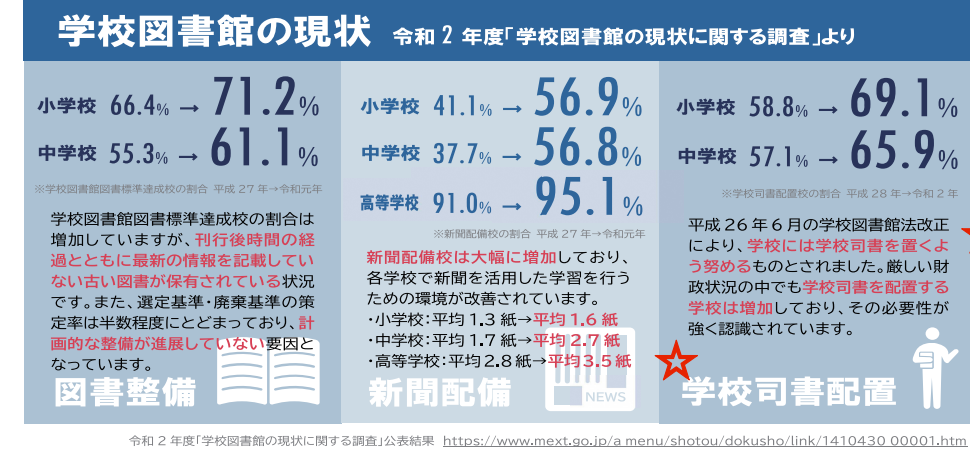 学校図書館の現状 令和2年度「学校図書館の現状に関する調査」より
小学校 66.4% → 71.2%
中学校 55.3% → 61.1%
※学校図書館図書標準達成校の割合 平成27年→令和元年
学校図書館図書標準達成校の割合は
増加していますが、刊行後時間の経
過とともに最新の情報を記載してい
ない古い図書が保有されている状況
です。また、選定基準・廃棄基準の策
定率は半数程度にとどまっており、計
画的な整備が進展していない要因と
なっています。
図書整備
小学校 41.1% → 56.9%
中学校 37.7% → 56.8%
高等学校 91.0% → 95.1%
※新聞配備校の割合 平成27年→令和元年
新聞配備校は大幅に増加しており、
各学校で新聞を活用した学習を行う
ための環境が改善されています。
・小学校:平均1.3紙→平均1.6紙
・中学校:平均1.7紙→平均2.7紙
・高等学校:平均2.8紙→平均3.5紙
新聞配備
NEWS
小学校 58.8% → 69.1%
中学校 57.1% → 65.9%
※学校司書配置校の割合 平成28年→令和2年
平成26年6月の学校図書館法改正
により、学校には学校司書を置くよ
う努めるものとされました。厳しい財
政状況の中でも学校司書を配置する
学校は増加しており、その必要性が
強く認識されています。
学校司書配置
令和2年度「学校図書館の現状に関する調査」公表結果 https://www.mext.go.jp/a_menu/shotou/dokusho/link/1410430_00001.htm